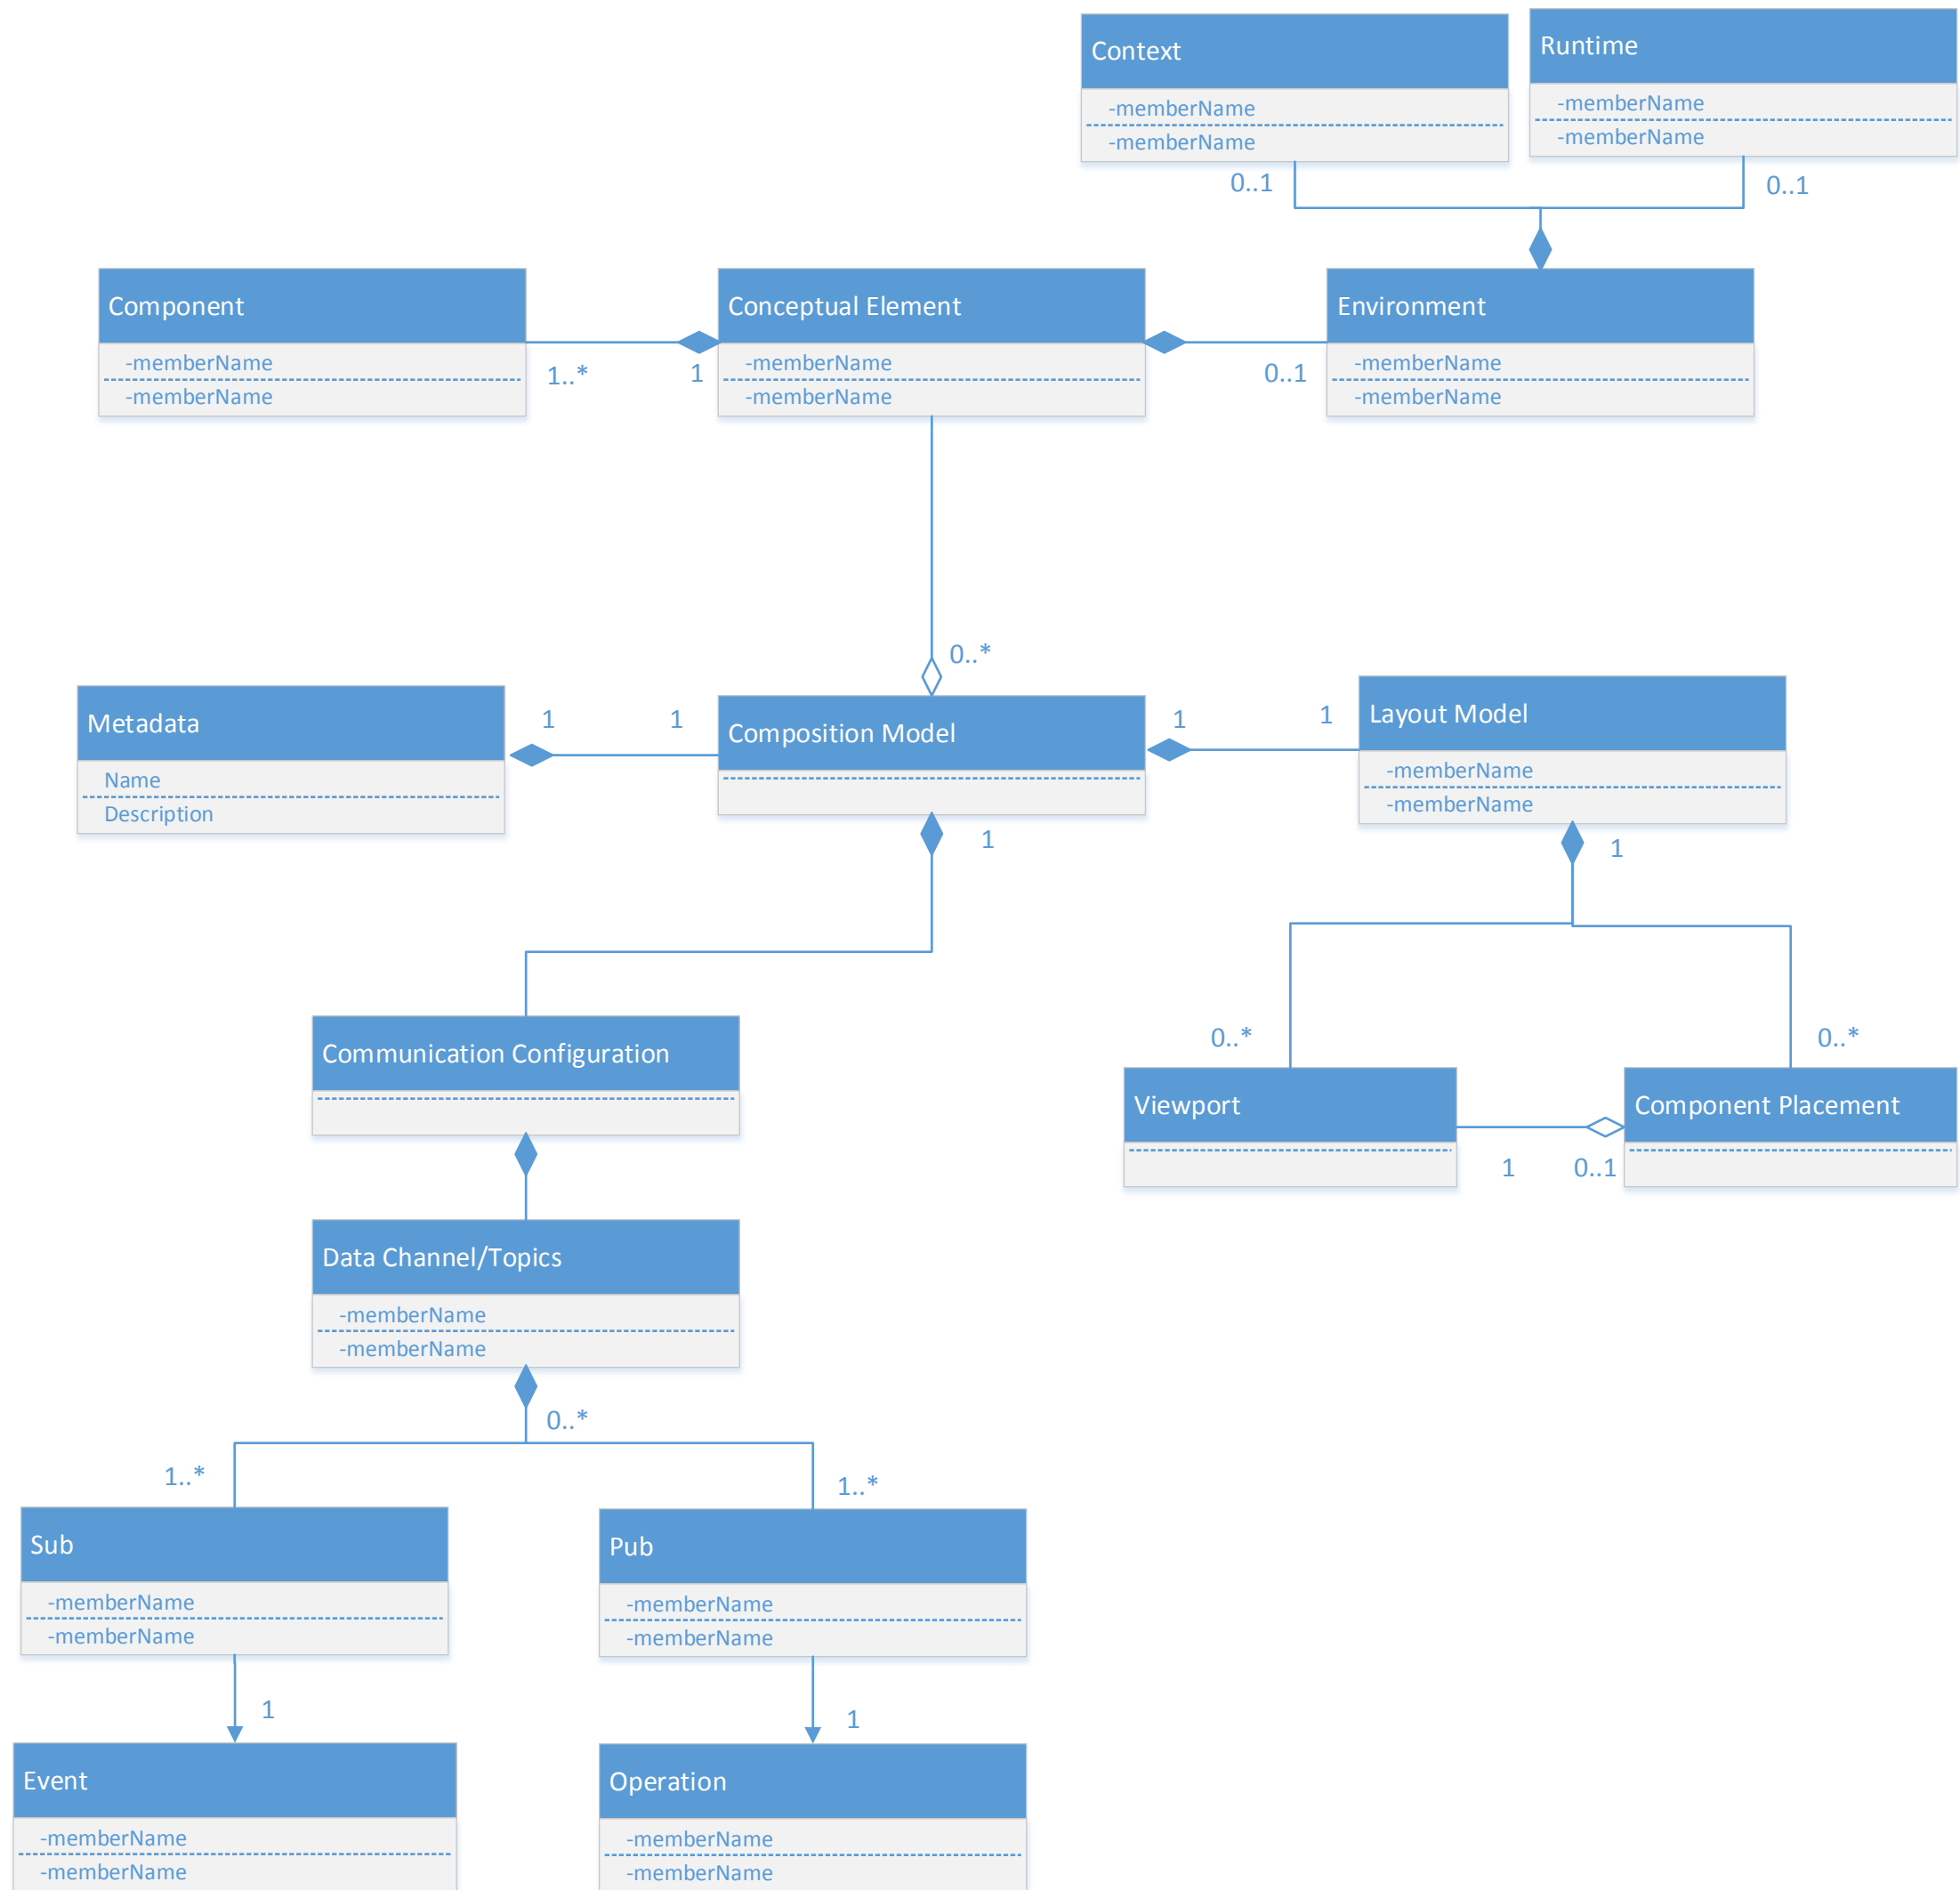 Context
-memberName
-memberName
Runtime
-memberName
-memberName
0..1
0..1
Component
-memberName
-memberName
1..*
1
Conceptual Element
-memberName
-memberName
0..1
Environment
-memberName
-memberName
0..*
Metadata
Name
Description
1
1
Composition Model
1
1
Layout Model
-memberName
-memberName
1
1
Communication Configuration
0..*
0..*
Viewport
1
0..1
Component Placement
Data Channel/Topics
-memberName
-memberName
0..*
1..*
1..*
Sub
-memberName
-memberName
Pub
-memberName
-memberName
1
1
Event
-memberName
-memberName
Operation
-memberName
-memberName